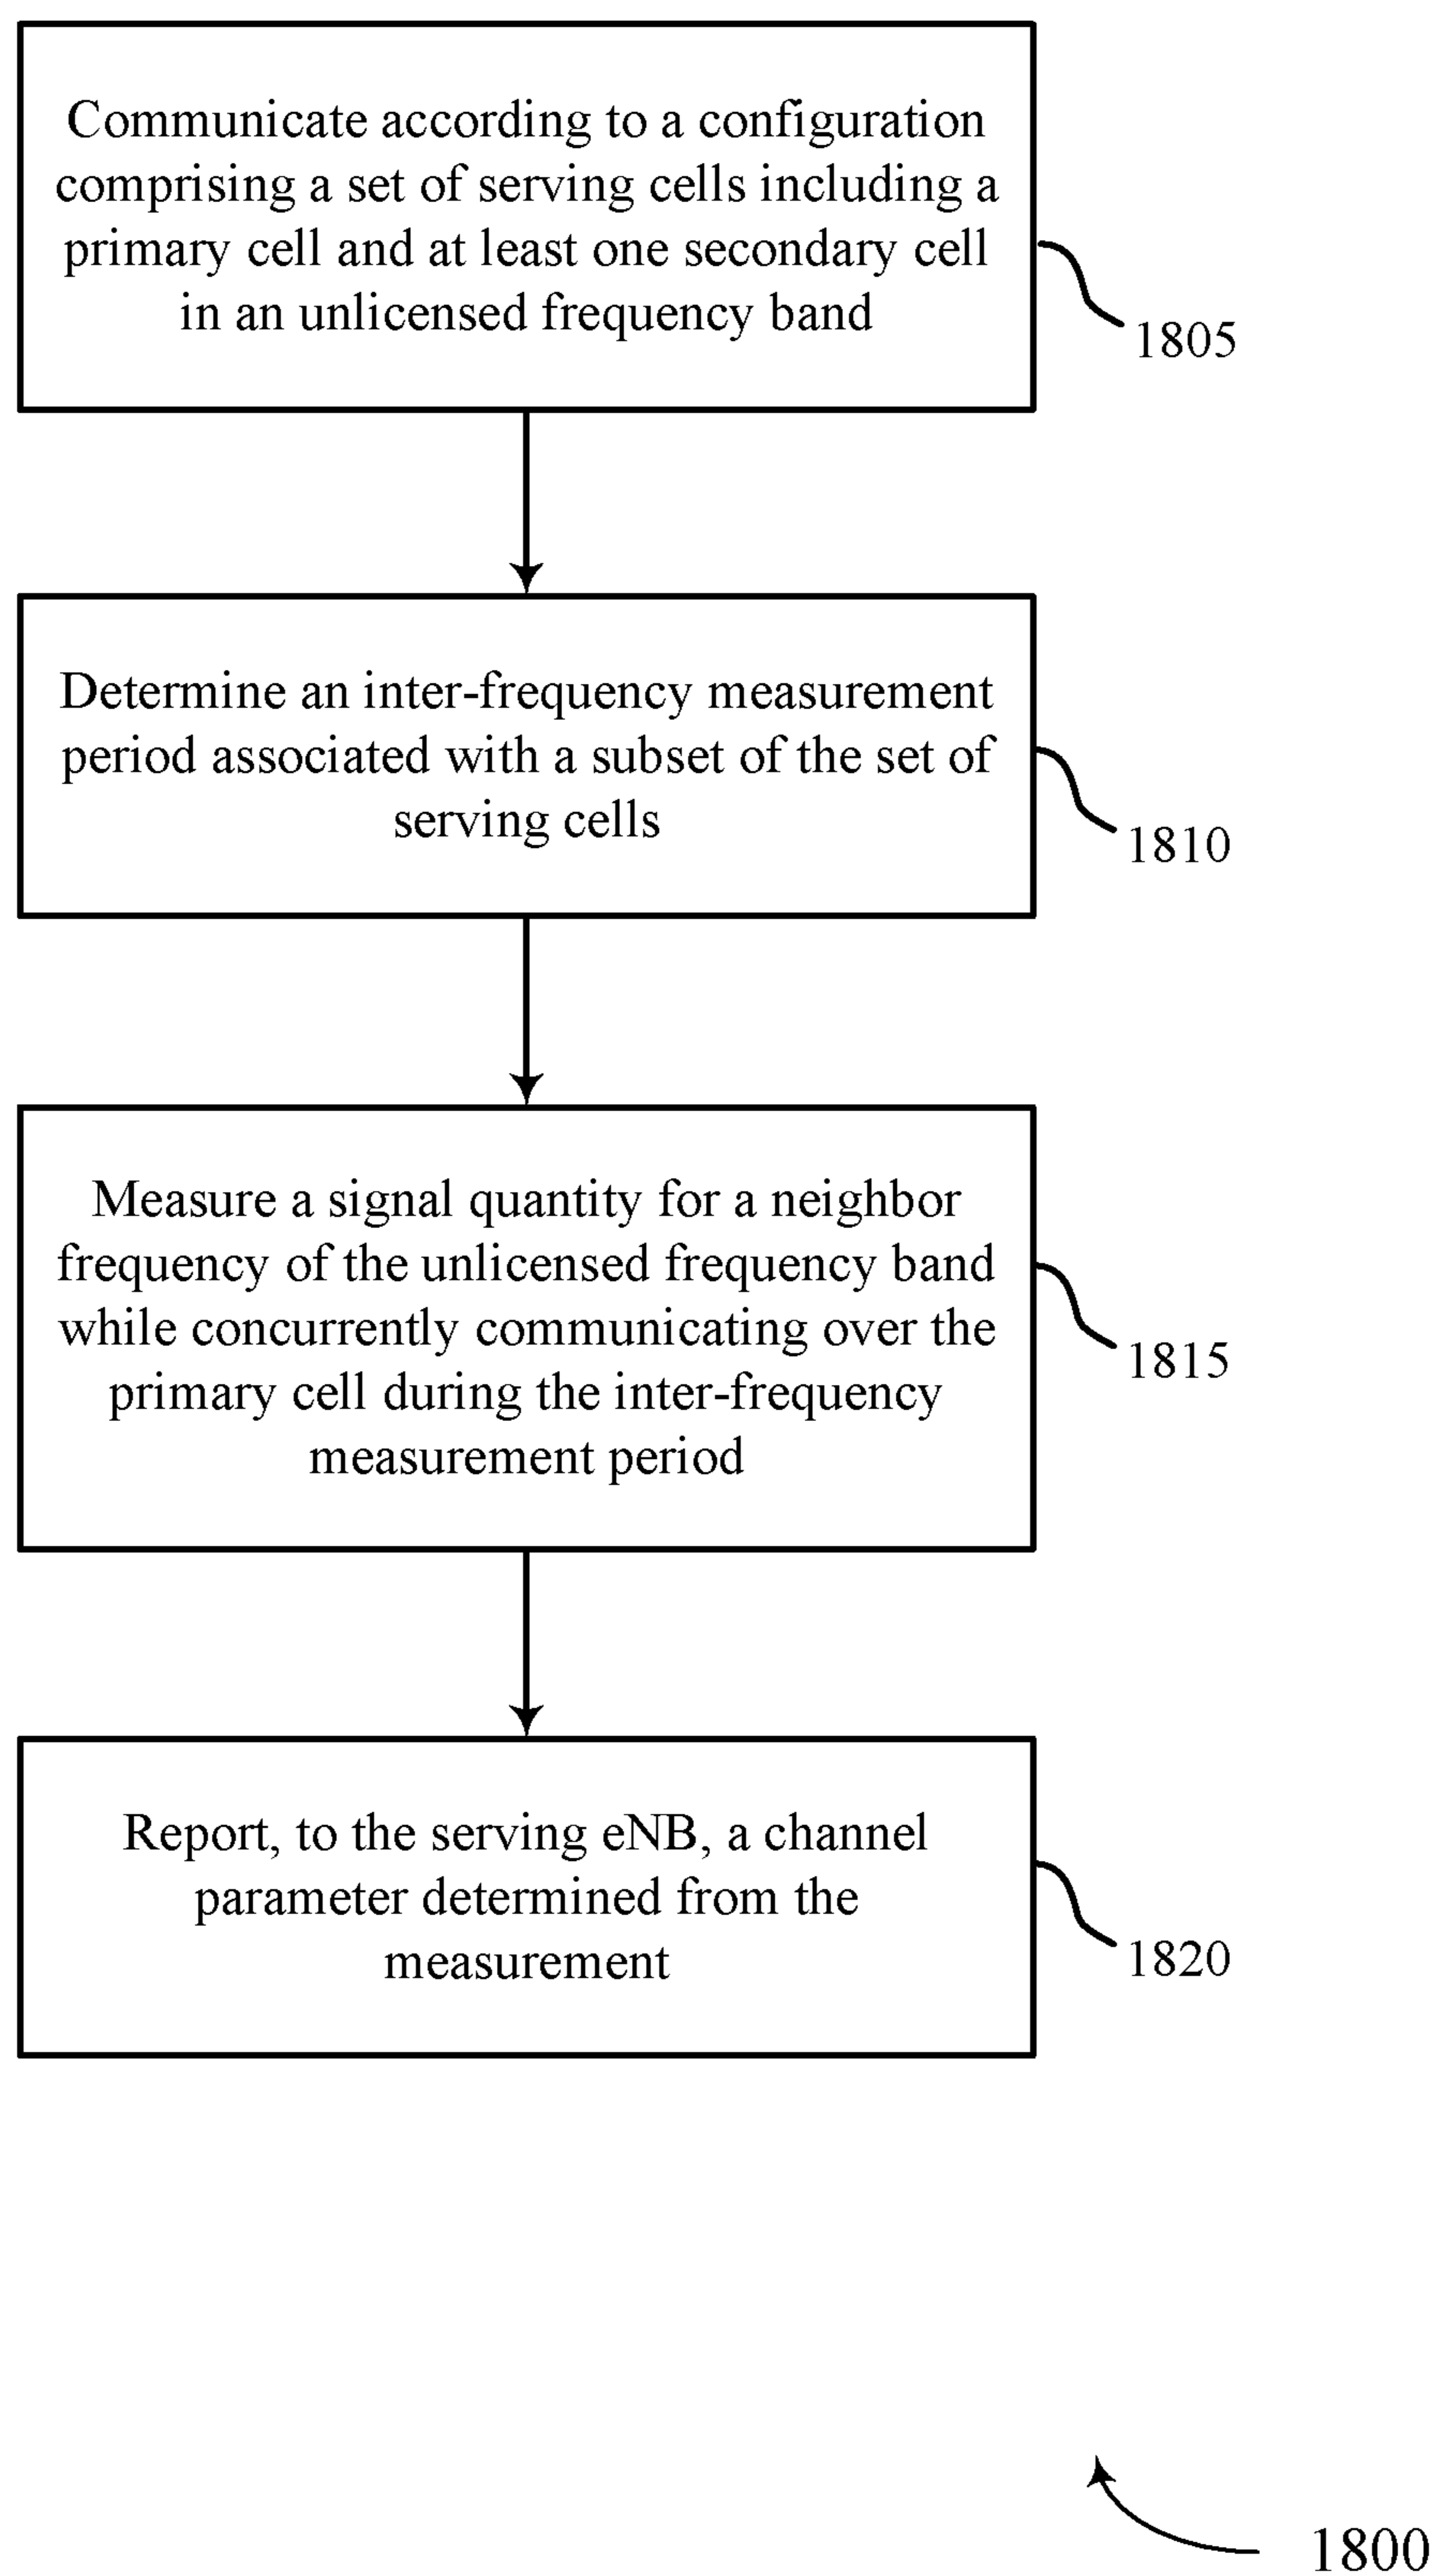 Communicate according to a configuration
comprising a set of serving cells including a
primary cell and at least one secondary cell
in an unlicensed frequency band
1805
Determine an inter-frequency measurement
period associated with a subset of the set of
serving cells
1810
Measure a signal quantity for a neighbor
frequency of the unlicensed frequency band
while concurrently communicating over the
primary cell during the inter-frequency
measurement period
1815
Report, to the serving eNB, a channel
parameter determined from the
measurement
1820
1800